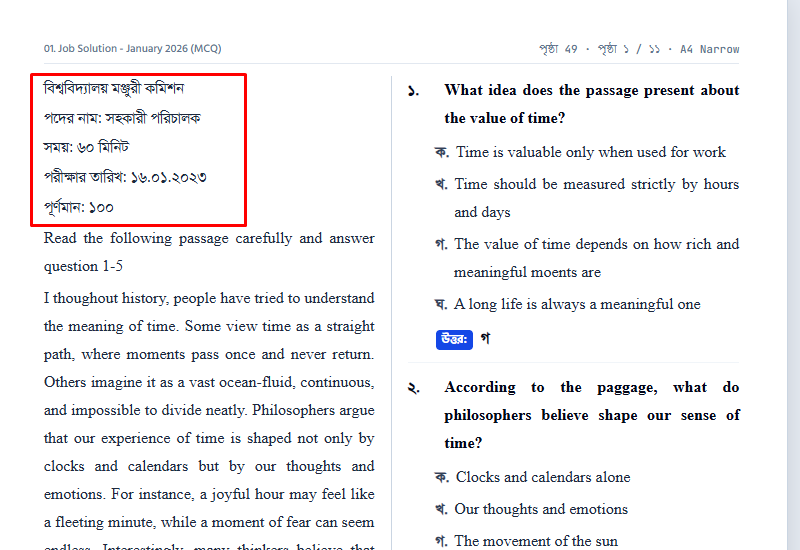 01. Job Solution - January 2026 (MCQ)
পৃষ্ঠা 49 · পৃষ্ঠা ১ / ১১ · A4 Narrow
বিশ্ববিদ্যালয় মঞ্জুরী কমিশন
পদের নাম: সহকারী পরিচালক
সময়: ৬০ মিনিট
পরীক্ষার তারিখ: ১৬.০১.২০২৩
পূর্ণমান: ১০০
Read the following passage carefully and answer
question 1-5
I thoughout history, people have tried to understand
the meaning of time. Some view time as a straight
path, where moments pass once and never return.
Others imagine it as a vast ocean-fluid, continuous,
and impossible to divide neatly. Philosophers argue
that our experience of time is shaped not only by
clocks and calendars but by our thoughts and
emotions. For instance, a joyful hour may feel like
a fleeting minute, while a moment of fear can seem
endless. Interestingly, many thinkers believe that
১. What idea does the passage present about
the value of time?
ক. Time is valuable only when used for work
খ. Time should be measured strictly by hours
and days
গ. The value of time depends on how rich and
meaningful moents are
ঘ. A long life is always a meaningful one
উত্তর: গ
২. According to the paggage, what do
philosophers believe shape our sense of
time?
ক. Clocks and calendars alone
খ. Our thoughts and emotions
গ. The movement of the sun